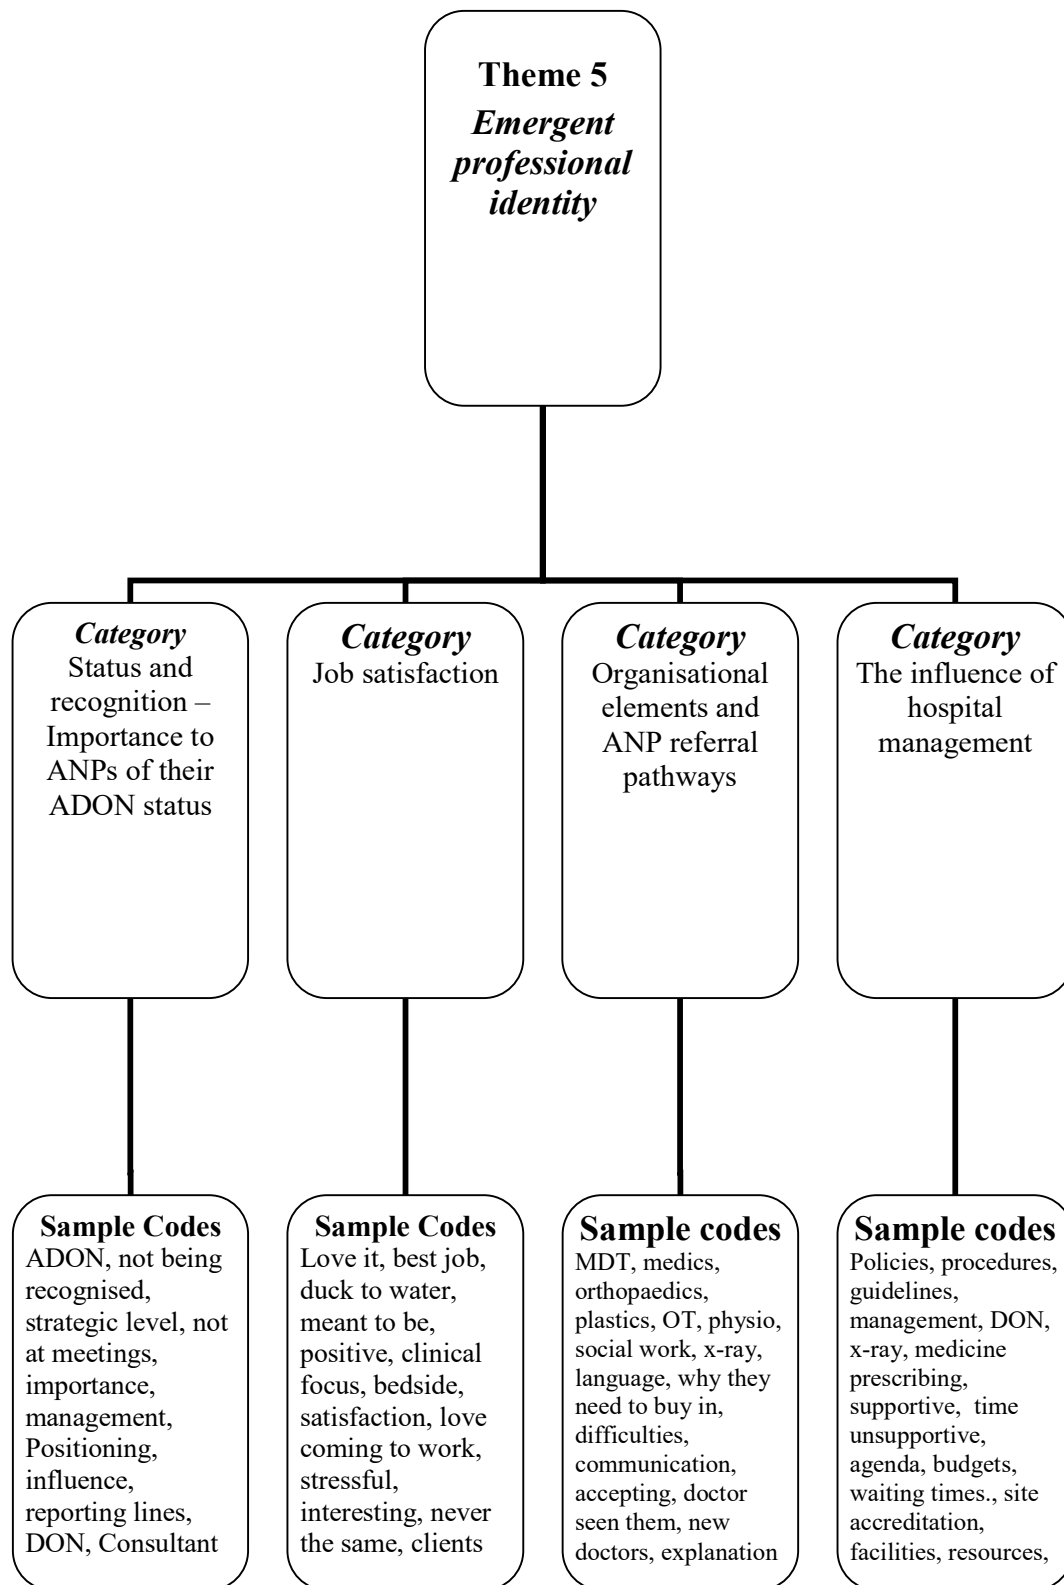 Theme 5
Emergent
professional
identity
Category
Status and
recognition –
Importance to
ANPs of their
ADON status
Category
Job satisfaction
Category
Organisational
elements and
ANP referral
pathways
Category
The influence of
hospital
management
Sample Codes
ADON, not being
recognised,
strategic level, not
at meetings,
importance,
management,
Positioning,
influence,
reporting lines,
DON, Consultant
Sample Codes
Love it, best job,
duck to water,
meant to be,
positive, clinical
focus, bedside,
satisfaction, love
coming to work,
stressful,
interesting, never
the same, clients
Sample codes
MDT, medics,
orthopaedics,
plastics, OT, physio,
social work, x-ray,
language, why they
need to buy in,
difficulties,
communication,
accepting, doctor
seen them, new
doctors, explanation
Sample codes
Policies, procedures,
guidelines,
management, DON,
x-ray, medicine
prescribing,
supportive, time
unsupportive,
agenda, budgets,
waiting times., site
accreditation,
facilities, resources,